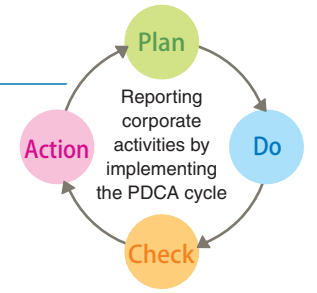 Plan
Reporting
corporate
activities by
implementing
the PDCA cycle
Action
Do
Check